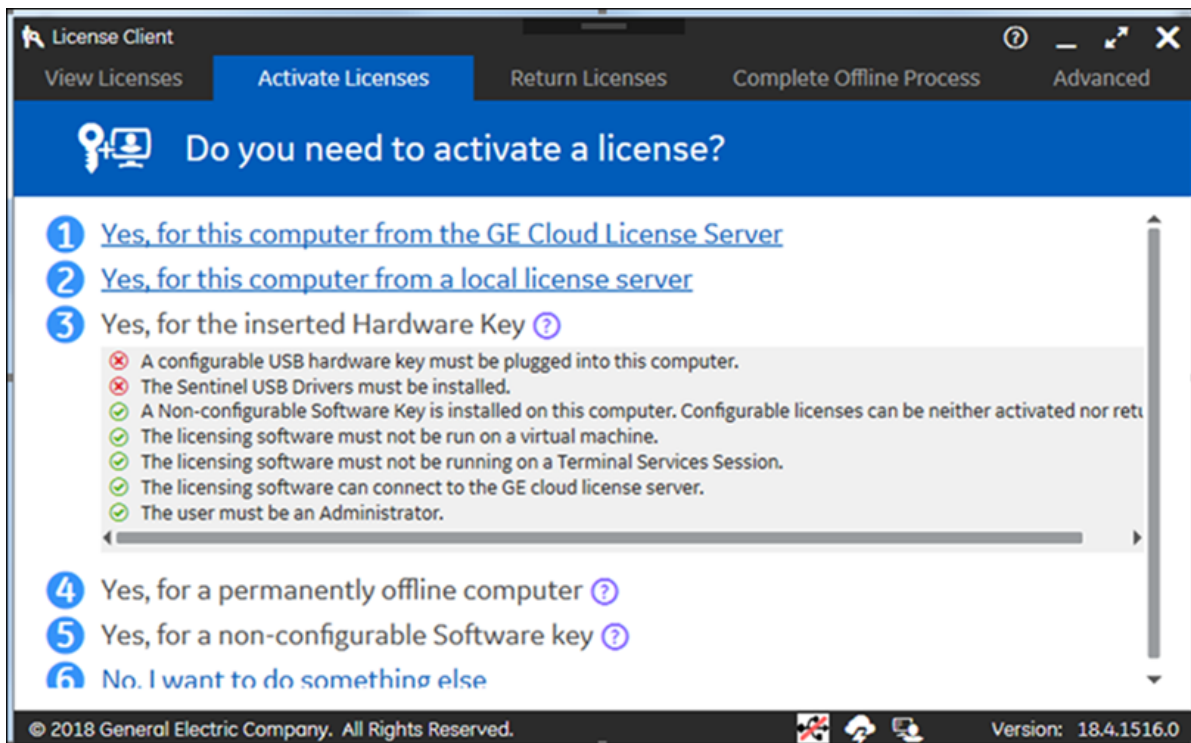 License Client
View Licenses Activate Licenses Return Licenses Complete Offline Process Advanced
Do you need to activate a license?
1 Yes, for this computer from the GE Cloud License Server
2 Yes, for this computer from a local license server
3 Yes, for the inserted Hardware Key ?
A configurable USB hardware key must be plugged into this computer.
The Sentinel USB Drivers must be installed.
A Non-configurable Software Key is installed on this computer. Configurable licenses can be neither activated nor retu
The licensing software must not be run on a virtual machine.
The licensing software must not be running on a Terminal Services Session.
The licensing software can connect to the GE cloud license server.
The user must be an Administrator.
4 Yes, for a permanently offline computer ?
5 Yes, for a non-configurable Software key ?
6 No, I want to do something else
© 2018 General Electric Company. All Rights Reserved. Version: 18.4.1516.0